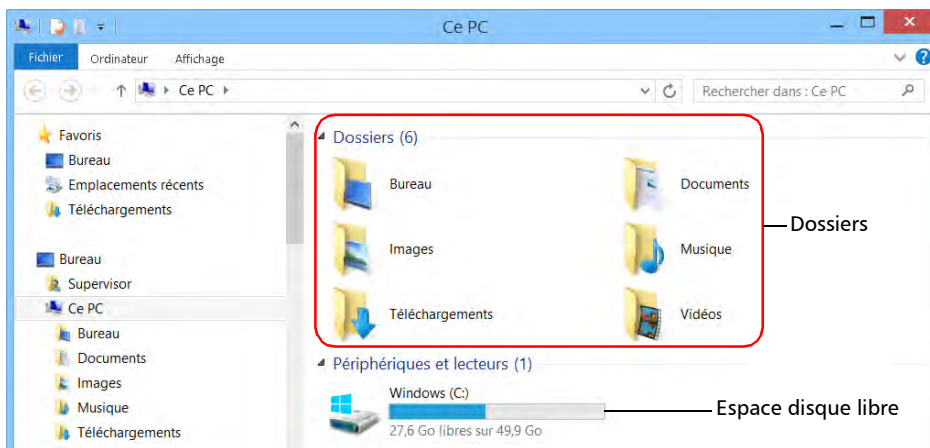 Ce PC
Fichier Ordinateur Affichage
Ce PC
Rechercher dans : Ce PC
Favoris
Bureau
Emplacements récents
Téléchargements
Bureau
Supervisor
Ce PC
Bureau
Documents
Images
Musique
Téléchargements
Dossiers (6)
Bureau Documents
Images Musique
Téléchargements Vidéos
Dossiers
Périphériques et lecteurs (1)
Windows (C:)
27,6 Go libres sur 49,9 Go
Espace disque libre